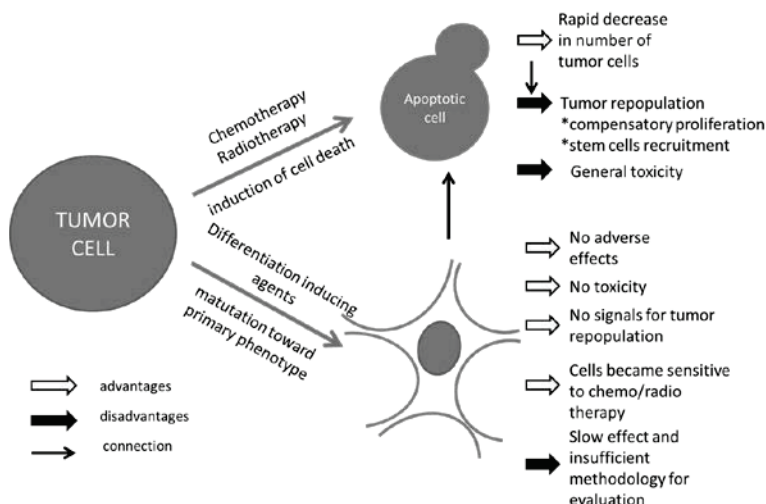 TUMOR
CELL
Chemotherapy
Radiotherapy
induction of cell death
Differentiation inducing
agents
matutation toward
primary phenotype
Apoptotic
cell
Rapid decrease
in number of
tumor cells
Tumor repopulation
*compensatory proliferation
*stem cells recruitment
General toxicity
No adverse
effects
No toxicity
No signals for tumor
repopulation
Cells became sensitive
to chemo/radio
therapy
Slow effect and
insufficient
methodology for
evaluation
advantages
disadvantages
connection